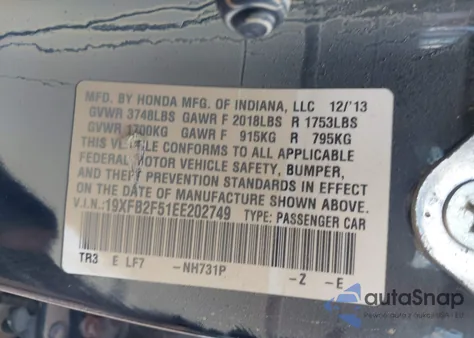 MFD. BY HONDA MFG. OF INDIANA, LLC 12/'13
GVWR 3748LBS GAWR F 2018LBS R 1753LBS
GVWR 1700KG GAWR F 915KG R 795KG
THIS VEHICLE CONFORMS TO ALL APPLICABLE
FEDERAL MOTOR VEHICLE SAFETY, BUMPER,
AND THEFT PREVENTION STANDARDS IN EFFECT
ON THE DATE OF MANUFACTURE SHOWN ABOVE.
V.I.N.:19XFB2F51EE202749 TYPE: PASSENGER CAR
TR3 E LF7 -NH731P -Z -E
autaSnap